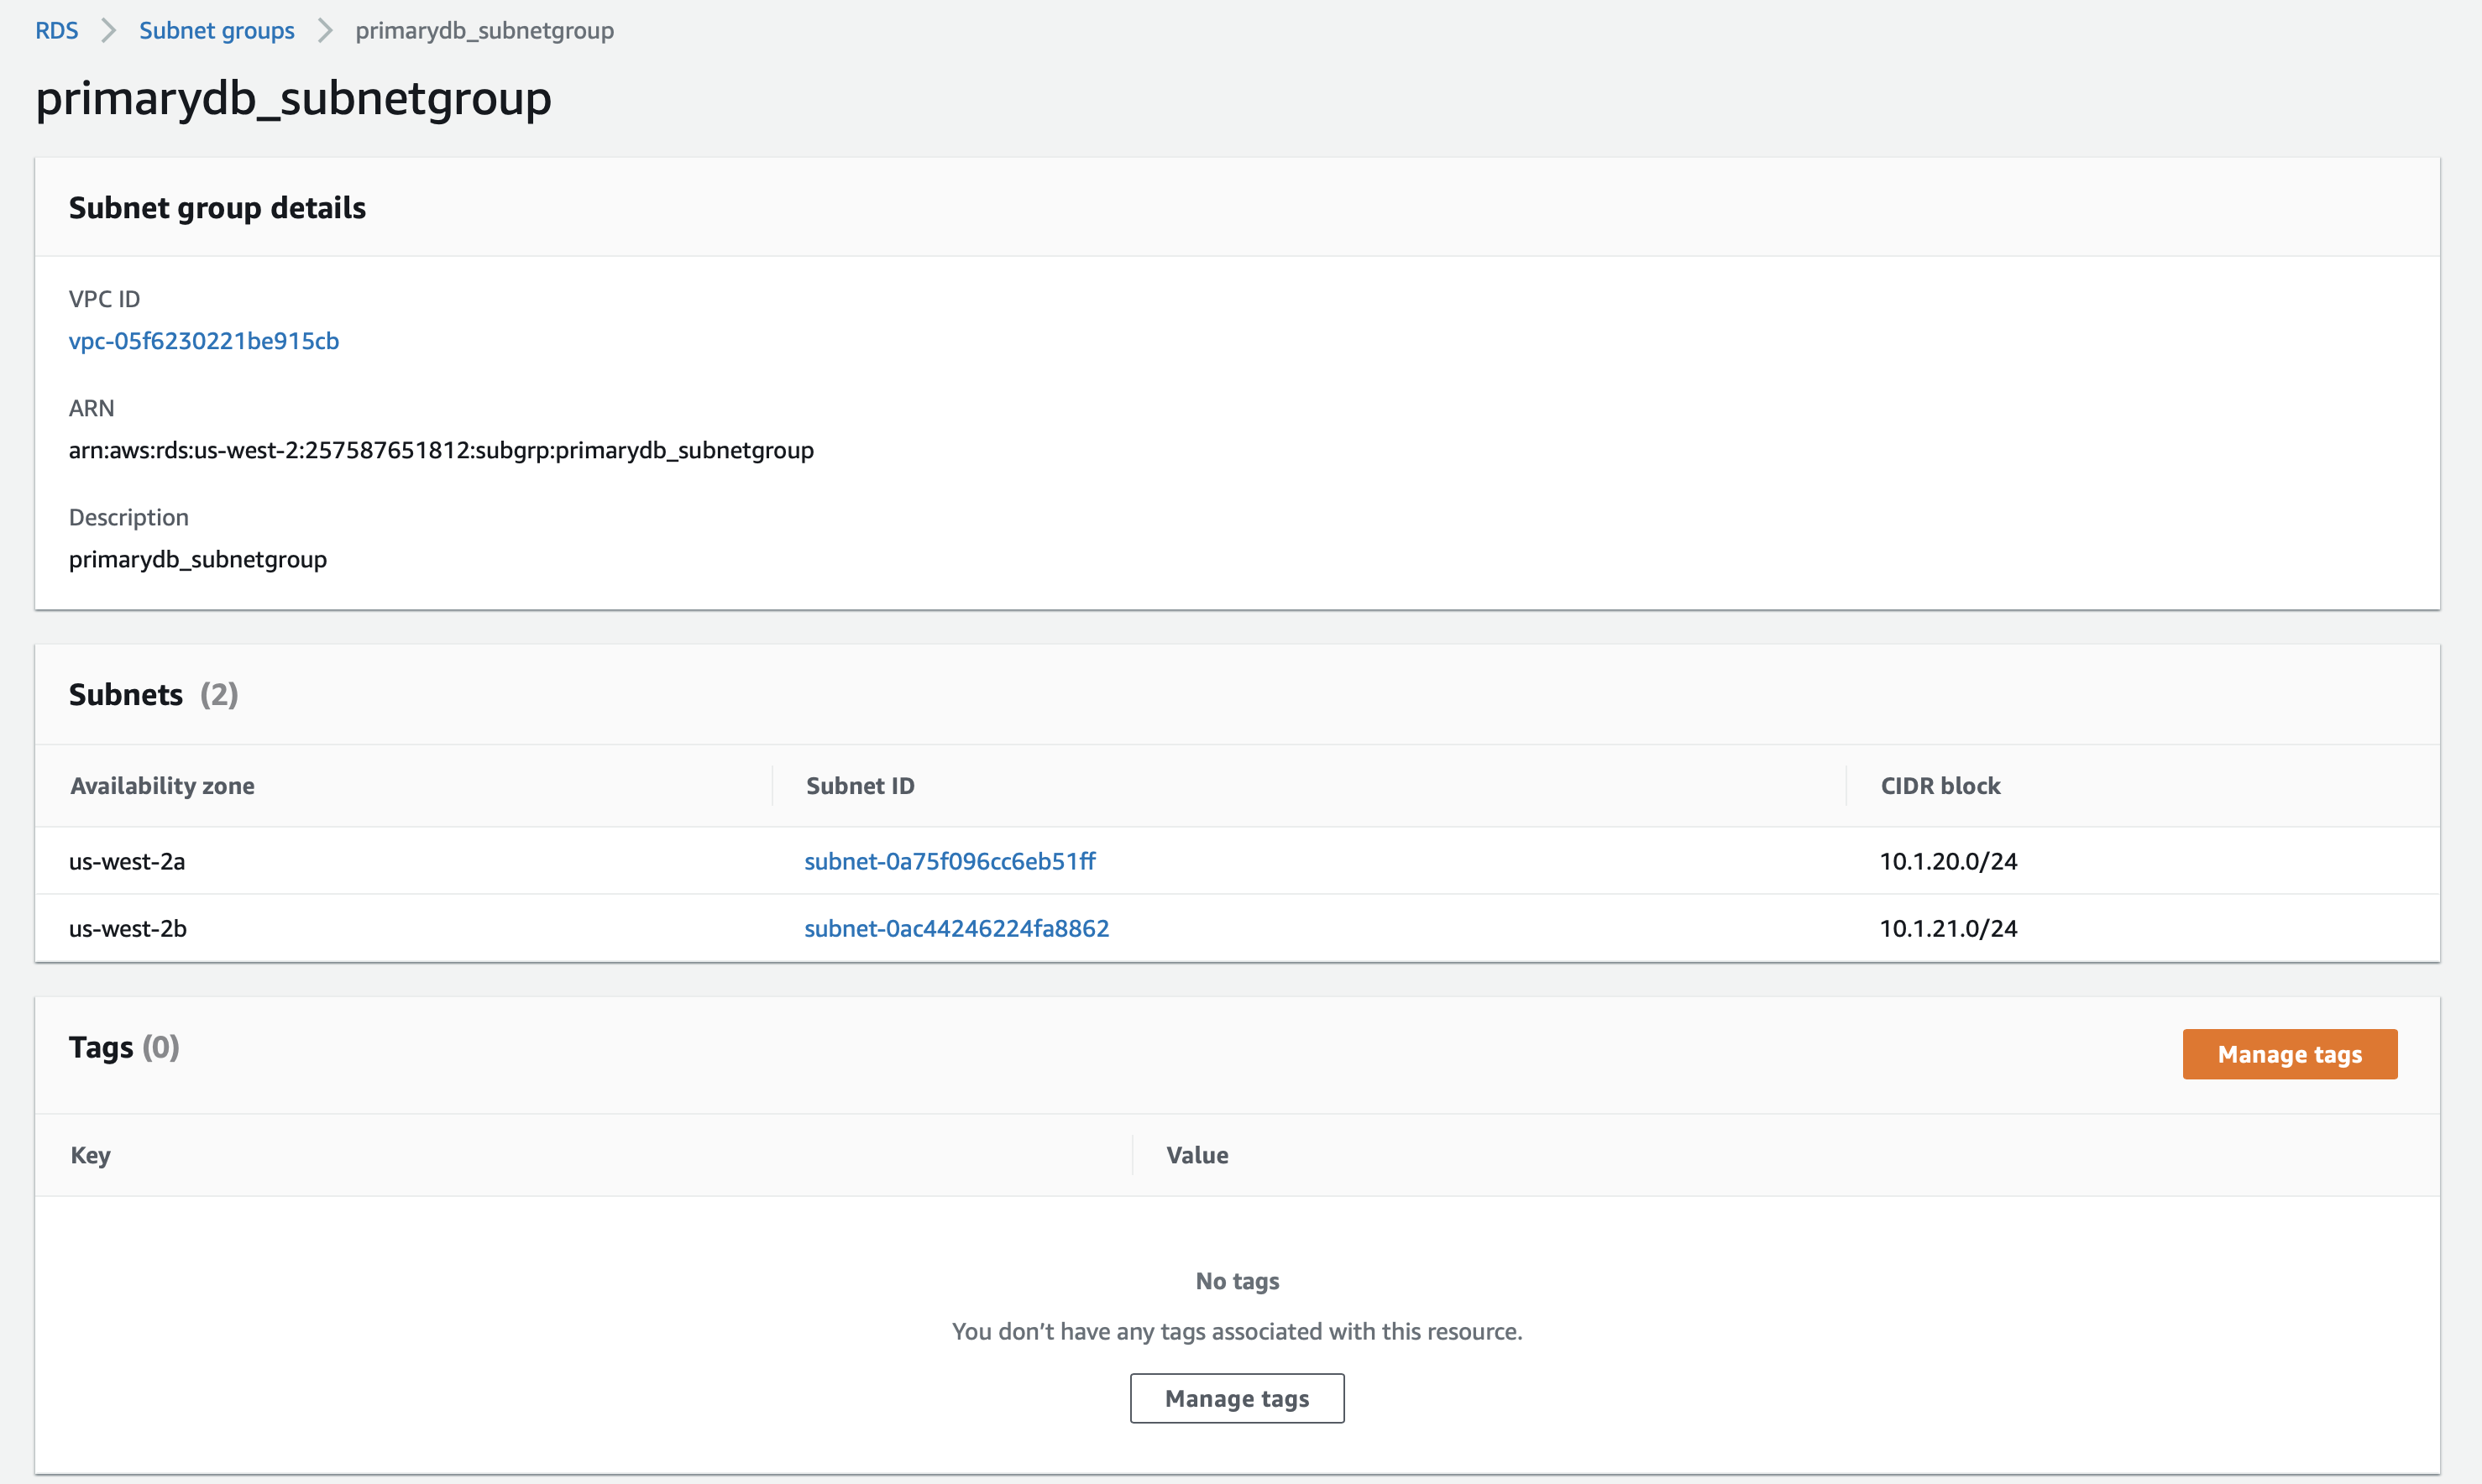 RDS > Subnet groups > primarydb_subnetgroup
primarydb_subnetgroup
Subnet group details
VPC ID
vpc-05f6230221be915cb
ARN
arn:aws:rds:us-west-2:257587651812:subgrp:primarydb_subnetgroup
Description
primarydb_subnetgroup
Subnets (2)
Availability zone Subnet ID CIDR block
us-west-2a subnet-0a75f096cc6eb51ff 10.1.20.0/24
us-west-2b subnet-0ac44246224fa8862 10.1.21.0/24
Tags (0) Manage tags
Key Value
No tags
You don’t have any tags associated with this resource.
Manage tags